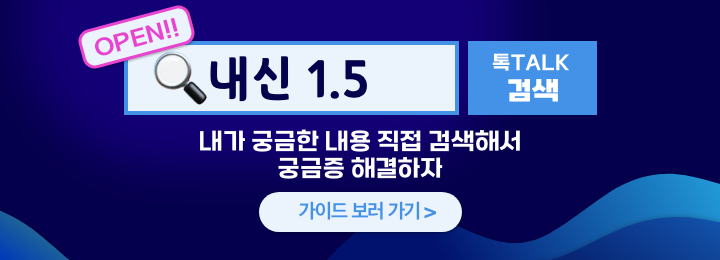 OPEN!!
내신 1.5
톡TALK
검색
내가 궁금한 내용 직접 검색해서
궁금증 해결하자
가이드 보러 가기 >